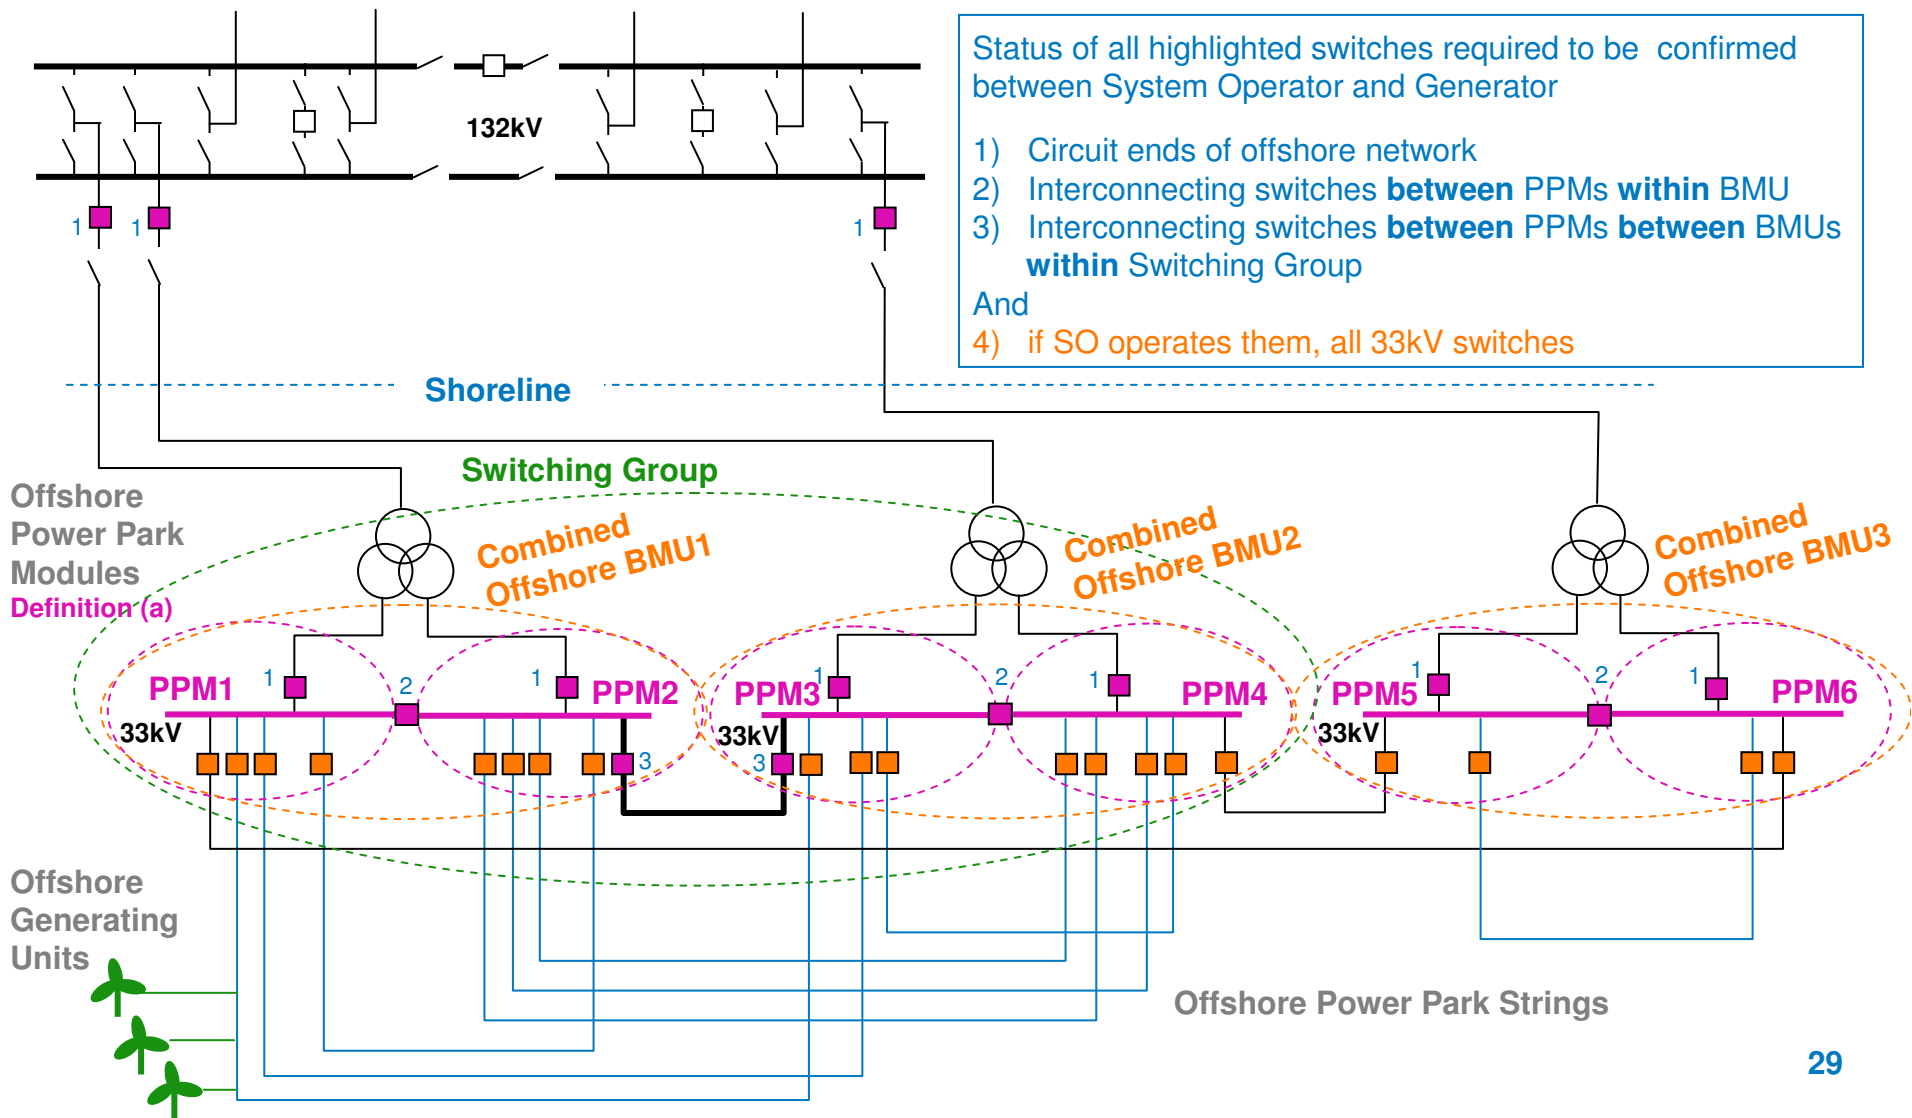 Status of all highlighted switches required to be confirmed
between System Operator and Generator
1) Circuit ends of offshore network
2) Interconnecting switches between PPMs within BMU
3) Interconnecting switches between PPMs between BMUs
within Switching Group
And
4) if SO operates them, all 33kV switches
132kV
1 1 1
Shoreline
Switching Group
Offshore
Power Park
Modules
Definition (a)
Combined
Offshore BMU1
Combined
Offshore BMU2
Combined
Offshore BMU3
PPM1 1 2 1 PPM2 PPM3 1 2 1 PPM4 PPM5 1 2 1 PPM6
33kV 33kV 33kV
3 3
Offshore
Generating
Units
Offshore Power Park Strings
29